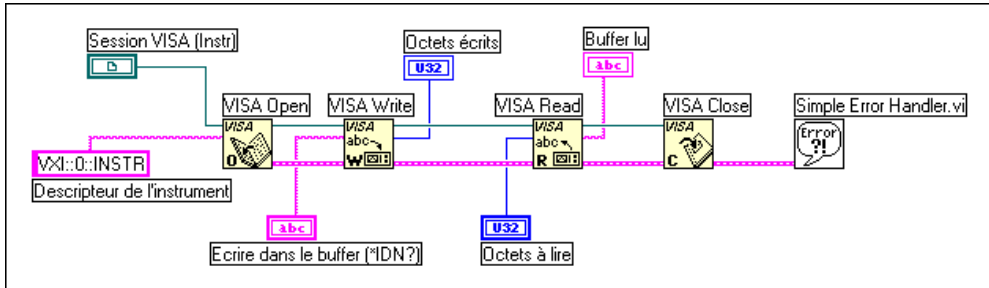 Session VISA (Instr)
Octets écrits
U32
Buffer lu
abc
VISA Open
VISA
O
VISA Write
VISA
abc
W
VISA Read
VISA
abc
R
VISA Close
VISA
C
Simple Error Handler.vi
Error
?!
VXI::0::INSTR
Descripteur de l'instrument
abc
Ecrire dans le buffer (*IDN?)
U32
Octets à lire